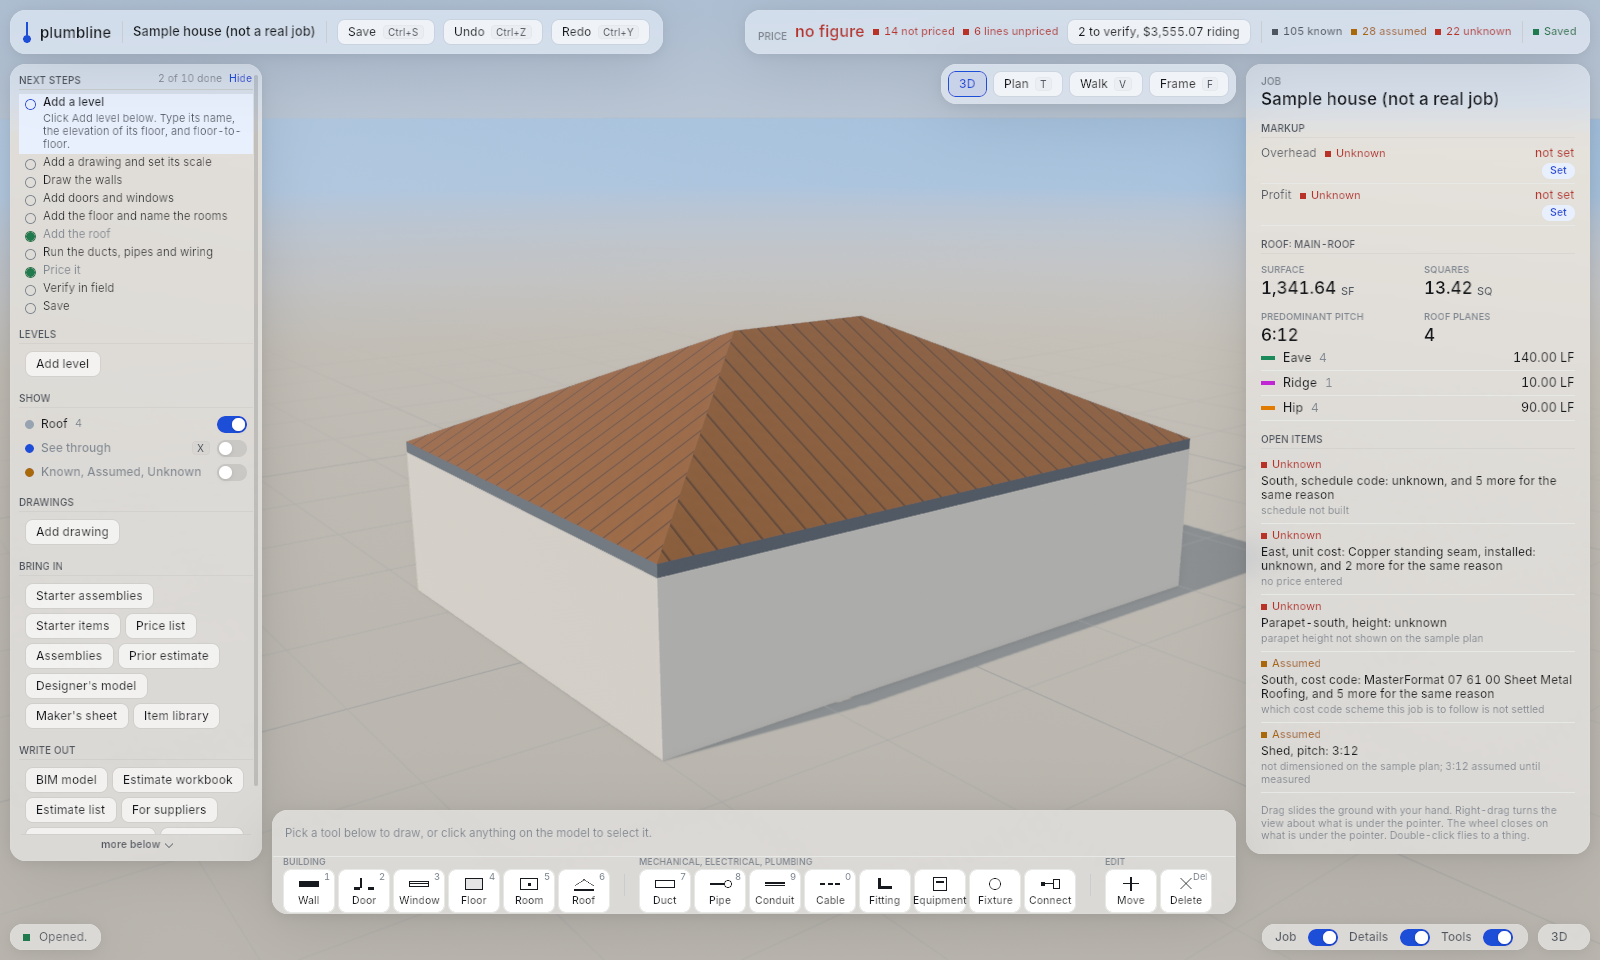 plumbline
Sample house (not a real job)
Save Ctrl+S
Undo Ctrl+Z
Redo Ctrl+Y
PRICE no figure
14 not priced
6 lines unpriced
2 to verify, $3,555.07 riding
105 known
28 assumed
22 unknown
Saved
NEXT STEPS
2 of 10 done Hide
Add a level
Click Add level below. Type its name,
the elevation of its floor, and floor-to-
floor.
Add a drawing and set its scale
Draw the walls
Add doors and windows
Add the floor and name the rooms
Add the roof
Run the ducts, pipes and wiring
Price it
Verify in field
Save
LEVELS
Add level
SHOW
Roof 4
See through X
Known, Assumed, Unknown
DRAWINGS
Add drawing
BRING IN
Starter assemblies
Starter items Price list
Assemblies Prior estimate
Designer's model
Maker's sheet Item library
WRITE OUT
BIM model Estimate workbook
Estimate list For suppliers
more below
Opened.
3D
Plan T
Walk V
Frame F
Pick a tool below to draw, or click anything on the model to select it.
BUILDING
1 2 3 4 5 6
Wall Door Window Floor Room Roof
MECHANICAL, ELECTRICAL, PLUMBING
7 8 9 0
Duct Pipe Conduit Cable Fitting Equipment Fixture Connect
EDIT
Del
Move Delete
JOB
Sample house (not a real job)
MARKUP
Overhead Unknown not set
Set
Profit Unknown not set
Set
ROOF: MAIN-ROOF
SURFACE SQUARES
1,341.64 SF 13.42 SQ
PREDOMINANT PITCH ROOF PLANES
6:12 4
Eave 4 140.00 LF
Ridge 1 10.00 LF
Hip 4 90.00 LF
OPEN ITEMS
Unknown
South, schedule code: unknown, and 5 more for the
same reason
schedule not built
Unknown
East, unit cost: Copper standing seam, installed:
unknown, and 2 more for the same reason
no price entered
Unknown
Parapet-south, height: unknown
parapet height not shown on the sample plan
Assumed
South, cost code: MasterFormat 07 61 00 Sheet Metal
Roofing, and 5 more for the same reason
which cost code scheme this job is to follow is not settled
Assumed
Shed, pitch: 3:12
not dimensioned on the sample plan; 3:12 assumed until
measured
Drag slides the ground with your hand. Right-drag turns the
view about what is under the pointer. The wheel closes on
what is under the pointer. Double-click flies to a thing.
Job Details Tools 3D